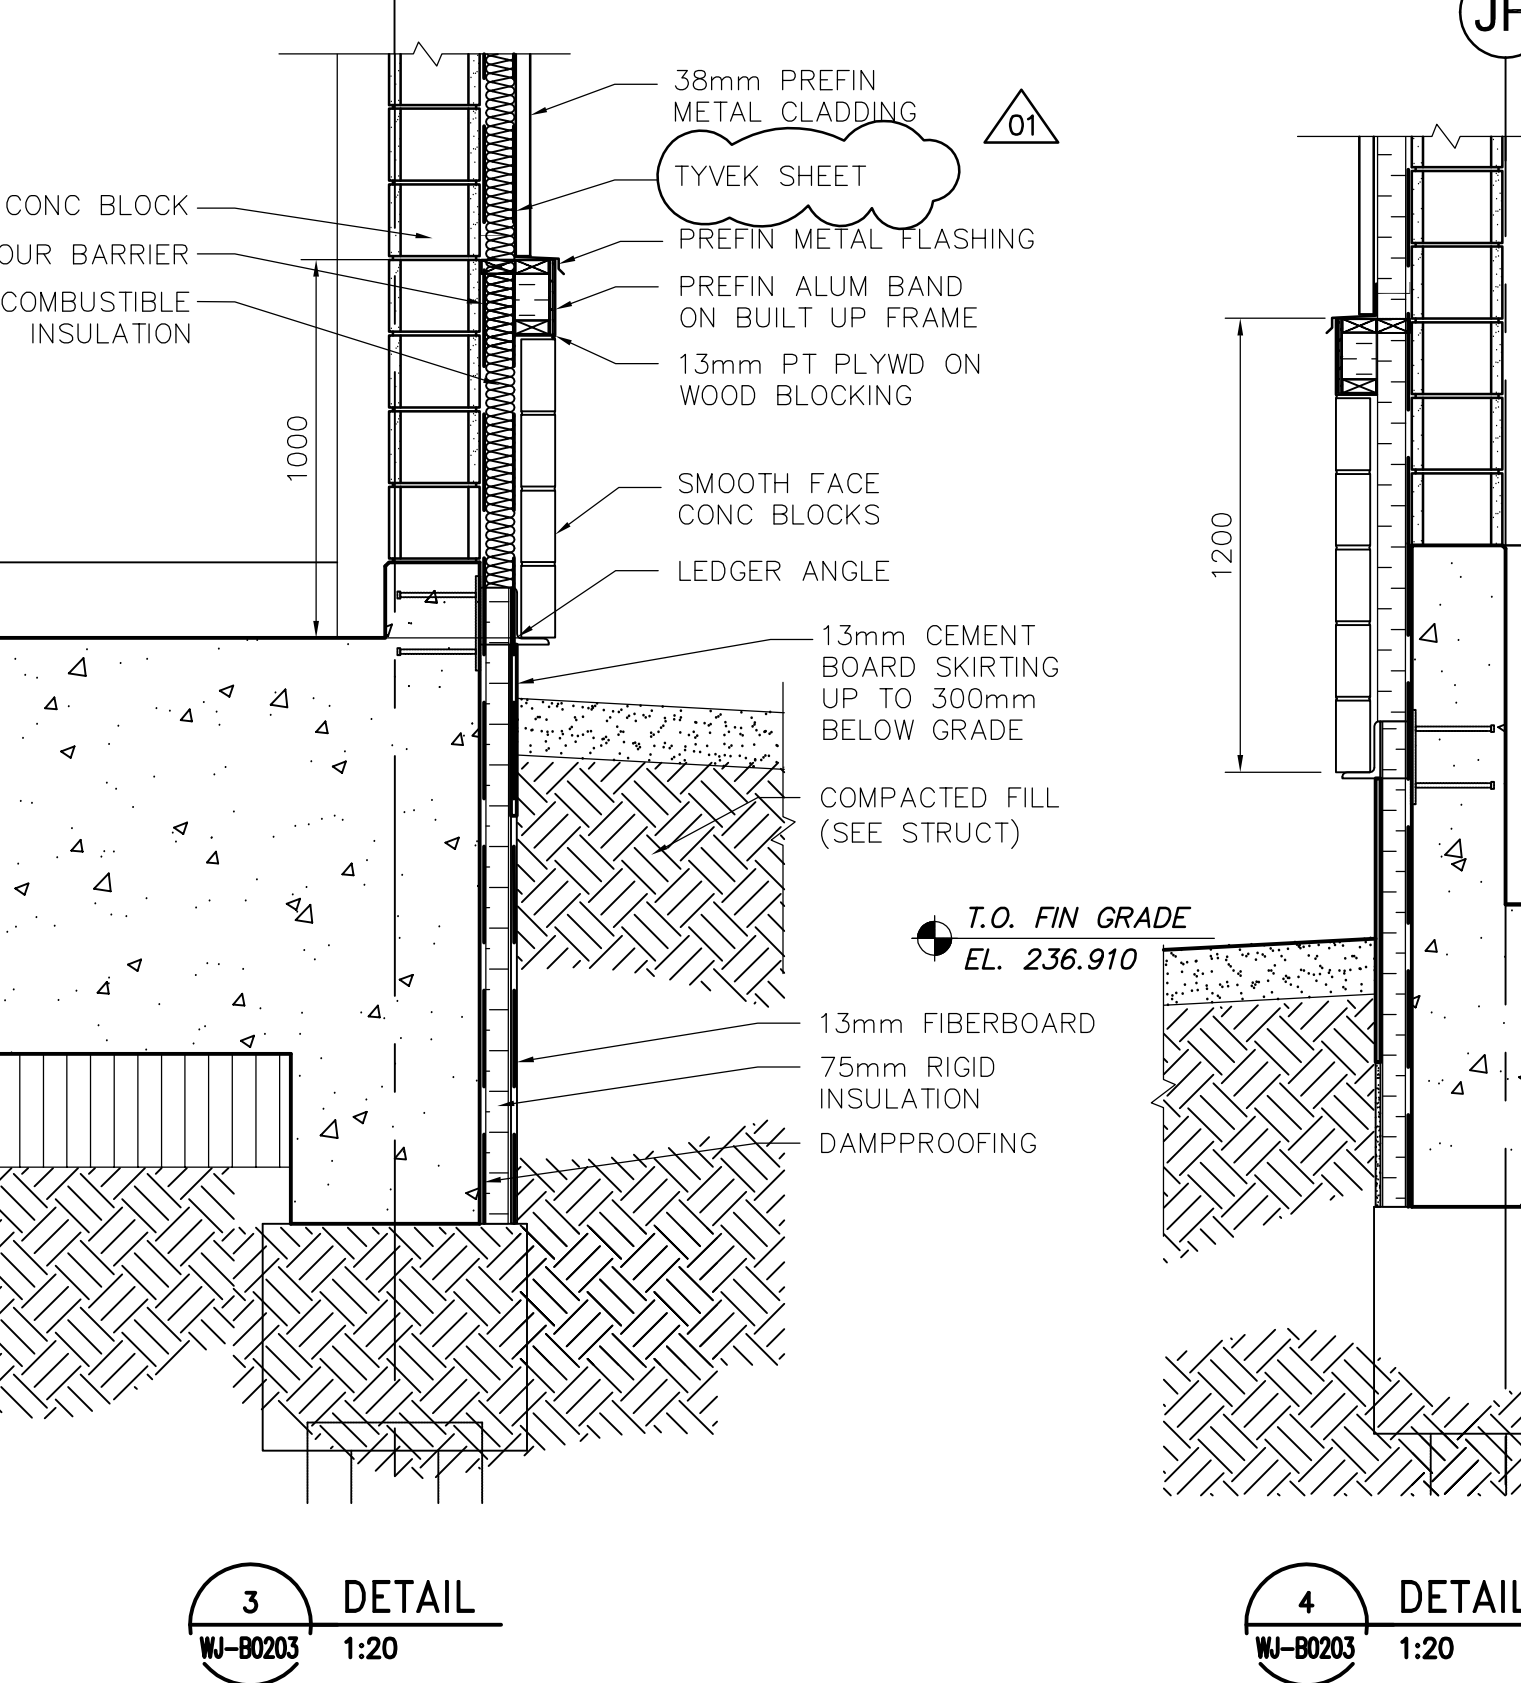 JH
38mm PREFIN
METAL CLADDING
01
TYVEK SHEET
CONC BLOCK
PREFIN METAL FLASHING
OUR BARRIER
PREFIN ALUM BAND
ON BUILT UP FRAME
COMBUSTIBLE
INSULATION
13mm PT PLYWD ON
WOOD BLOCKING
1000
SMOOTH FACE
CONC BLOCKS
1200
LEDGER ANGLE
13mm CEMENT
BOARD SKIRTING
UP TO 300mm
BELOW GRADE
COMPACTED FILL
(SEE STRUCT)
T.O. FIN GRADE
EL. 236.910
13mm FIBERBOARD
75mm RIGID
INSULATION
DAMPPROOFING
3
DETAIL
WJ-B0203
1:20
4
DETAIL
WJ-B0203
1:20